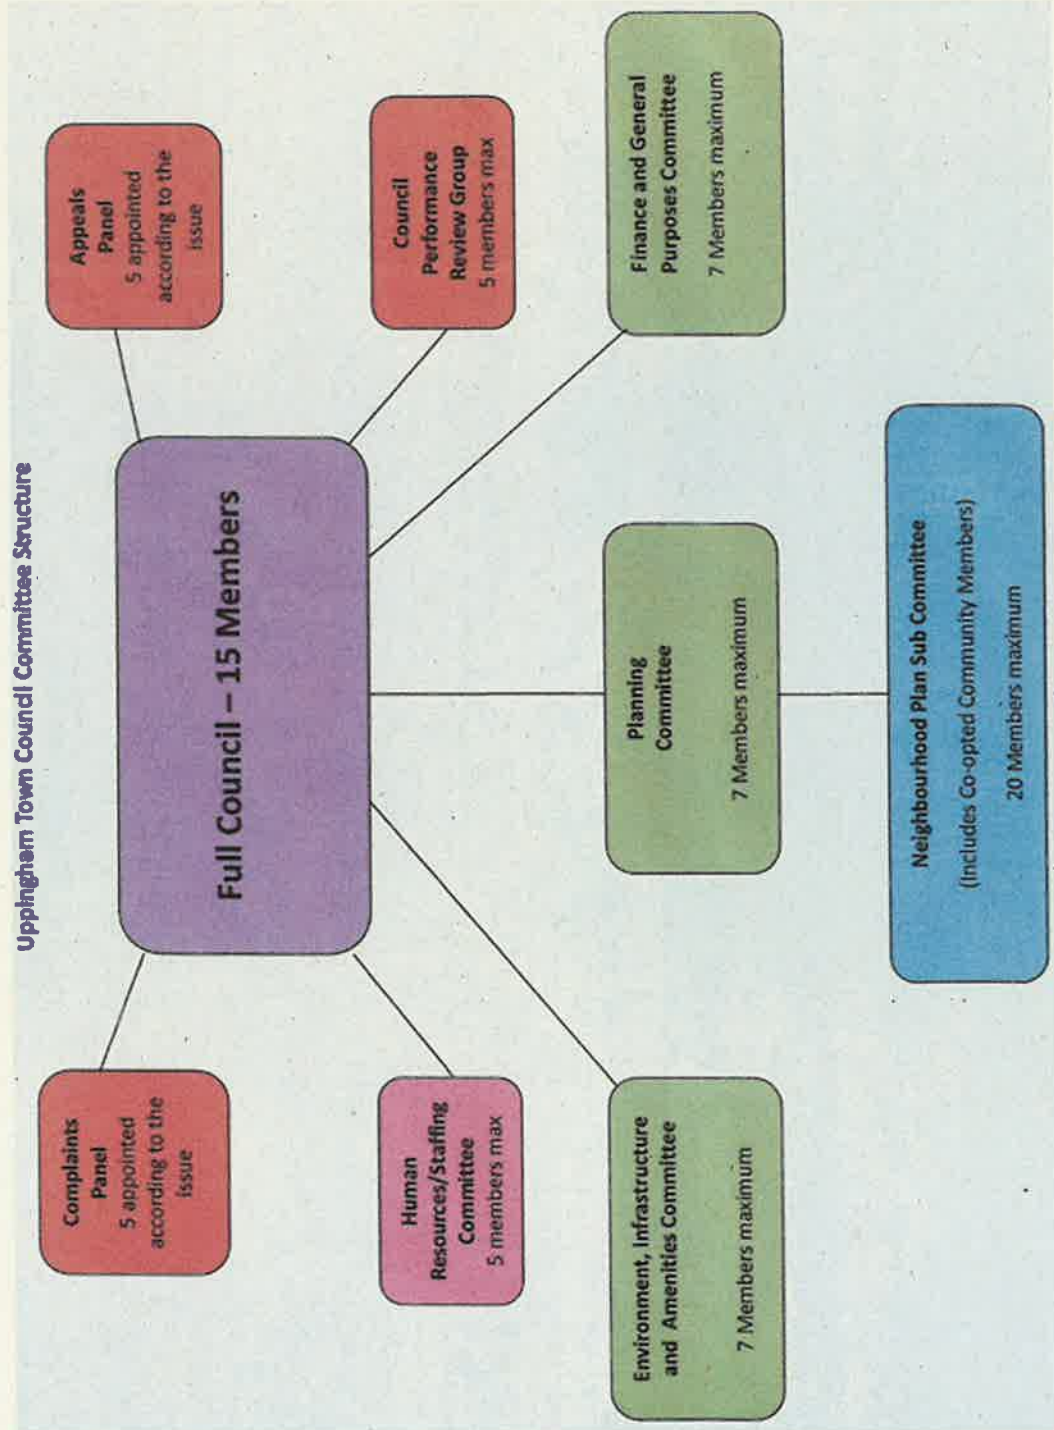 Uppingham Town Council Committee Structure
Complaints
Panel
5 appointed
according to the
issue
Full Council – 15 Members
Appeals
Panel
5 appointed
according to the
issue
Human
Resources/Staffing
Committee
5 members max
Council
Performance
Review Group
5 members max
Environment, Infrastructure
and Amenities Committee
7 Members maximum
Planning
Committee
7 Members maximum
Finance and General
Purposes Committee
7 Members maximum
Neighbourhood Plan Sub Committee
(Includes Co-opted Community Members)
20 Members maximum